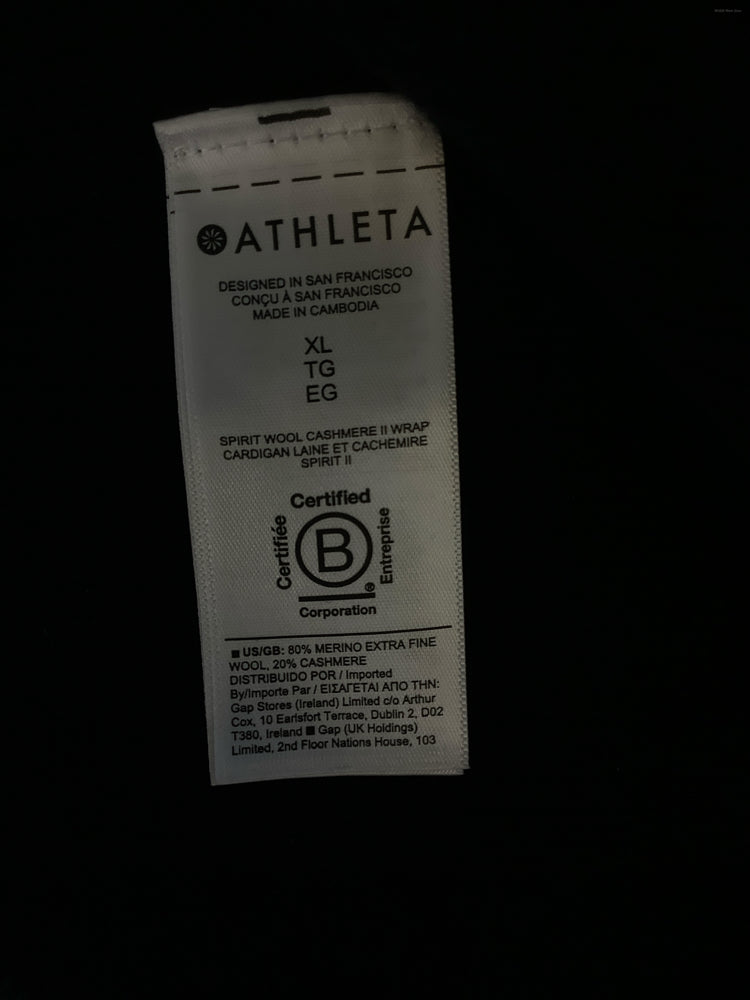 ATHLETA
DESIGNED IN SAN FRANCISCO
CONÇU À SAN FRANCISCO
MADE IN CAMBODIA
XL
TG
EG
SPIRIT WOOL CASHMERE II WRAP
CARDIGAN LAINE ET CACHEMIRE
SPIRIT II
Certified
Certifiée
B
Entreprise
®
Corporation
■ US/GB: 80% MERINO EXTRA FINE
WOOL, 20% CASHMERE
DISTRIBUIDO POR / Imported
By/Importe Par / ΕΙΣΑΓΕΤΑΙ ΑΠΟ ΤΗΝ:
Gap Stores (Ireland) Limited c/o Arthur
Cox, 10 Earlsfort Terrace, Dublin 2, D02
T380, Ireland ■ Gap (UK Holdings)
Limited, 2nd Floor Nations House, 103